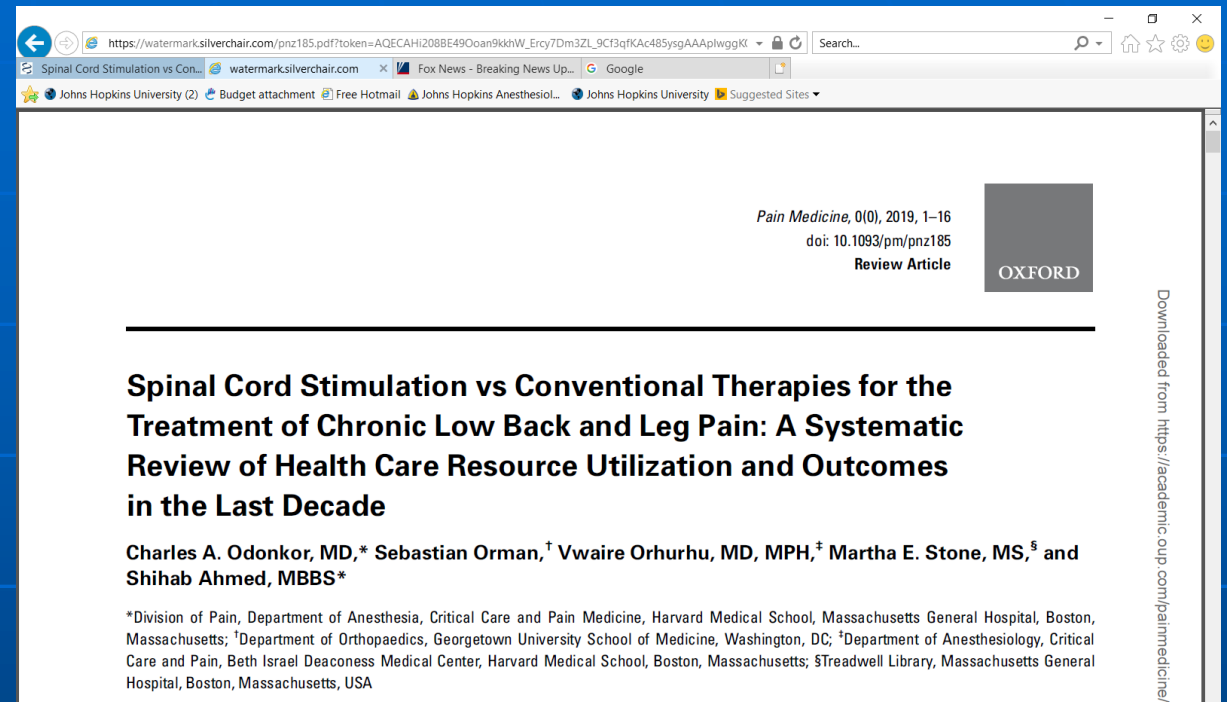 https://watermark.silverchair.com/pnz185.pdf?token=AQECAHi208BE49Ooan9kkhW_Ercy7Dm3ZL_9Cf3qfKAc485ysgAAAplwggK(
Search...
Spinal Cord Stimulation vs Con... watermark.silverchair.com Fox News - Breaking News Up... Google
Johns Hopkins University (2) Budget attachment Free Hotmail Johns Hopkins Anesthesiol... Johns Hopkins University Suggested Sites
Pain Medicine, 0(0), 2019, 1–16
doi: 10.1093/pm/pnz185
Review Article
OXFORD
Spinal Cord Stimulation vs Conventional Therapies for the
Treatment of Chronic Low Back and Leg Pain: A Systematic
Review of Health Care Resource Utilization and Outcomes
in the Last Decade
Charles A. Odonkor, MD,* Sebastian Orman,† Vwaire Orhurhu, MD, MPH,‡ Martha E. Stone, MS,§ and
Shihab Ahmed, MBBS*
*Division of Pain, Department of Anesthesia, Critical Care and Pain Medicine, Harvard Medical School, Massachusetts General Hospital, Boston,
Massachusetts; †Department of Orthopaedics, Georgetown University School of Medicine, Washington, DC; ‡Department of Anesthesiology, Critical
Care and Pain, Beth Israel Deaconess Medical Center, Harvard Medical School, Boston, Massachusetts; §Treadwell Library, Massachusetts General
Hospital, Boston, Massachusetts, USA
Downloaded from https://academic.oup.com/painmedicine/